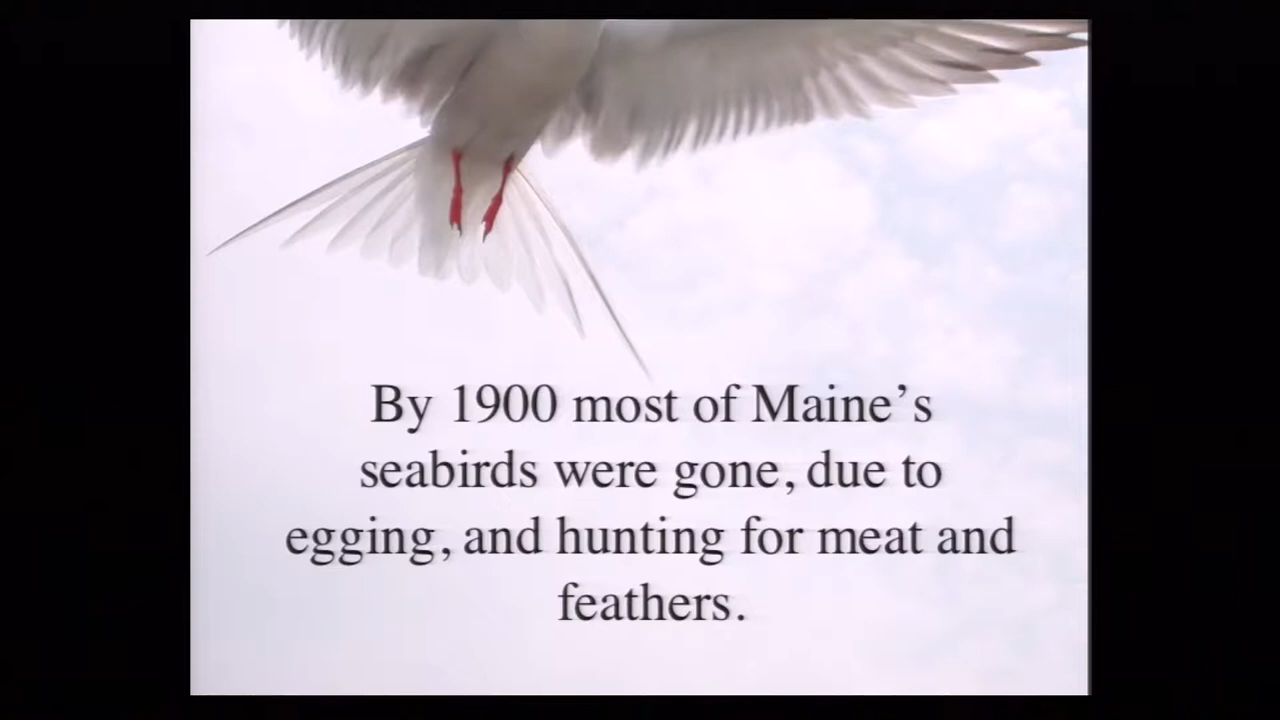 By 1900 most of Maine’s
seabirds were gone, due to
egging, and hunting for meat and
feathers.